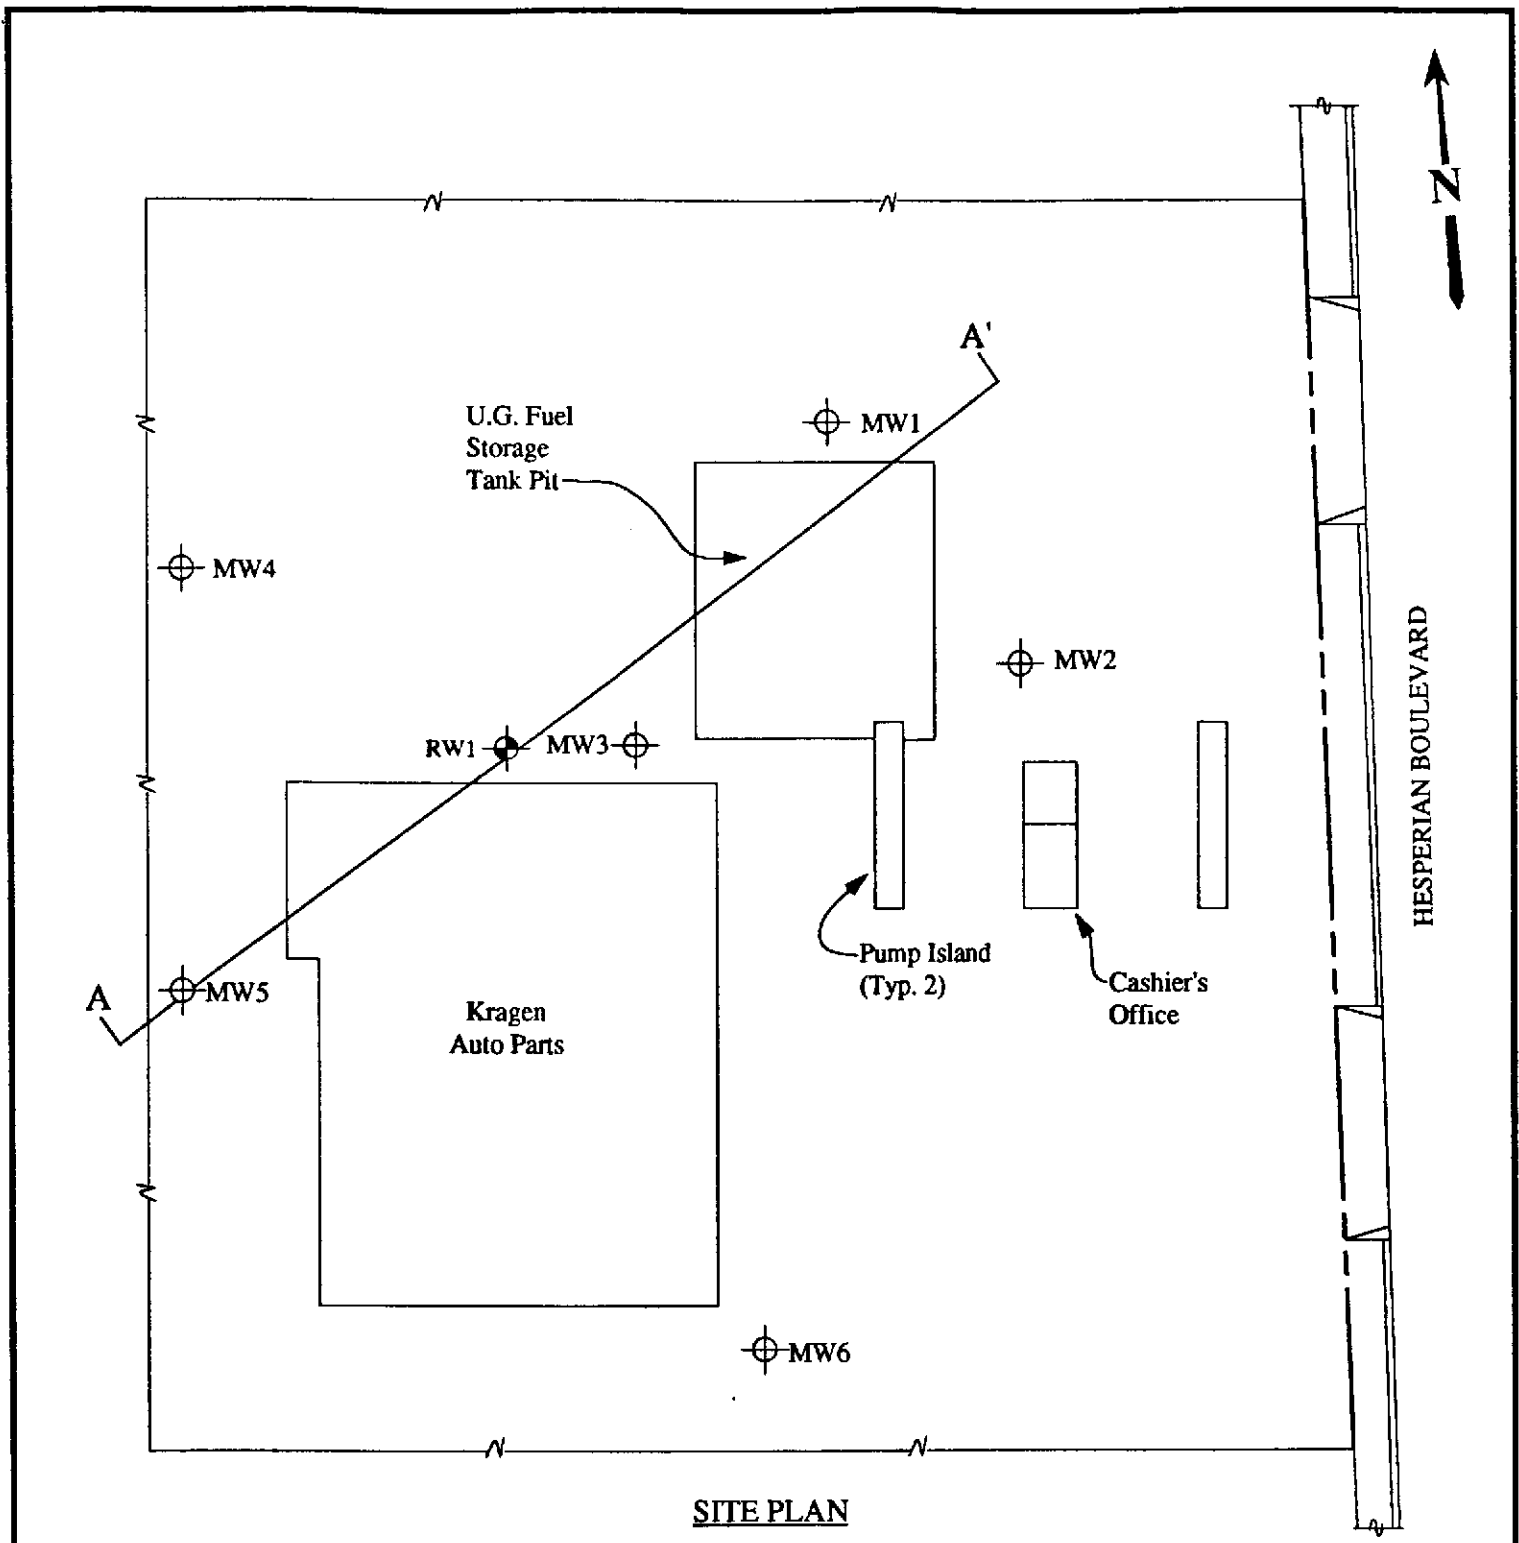 N
A'
U.G. Fuel
Storage
Tank Pit
MW1
MW4
MW2
RW1
MW3
HESPERIAN BOULEVARD
Pump Island
(Typ. 2)
Cashier's
Office
A
MW5
Kragen
Auto Parts
MW6
SITE PLAN